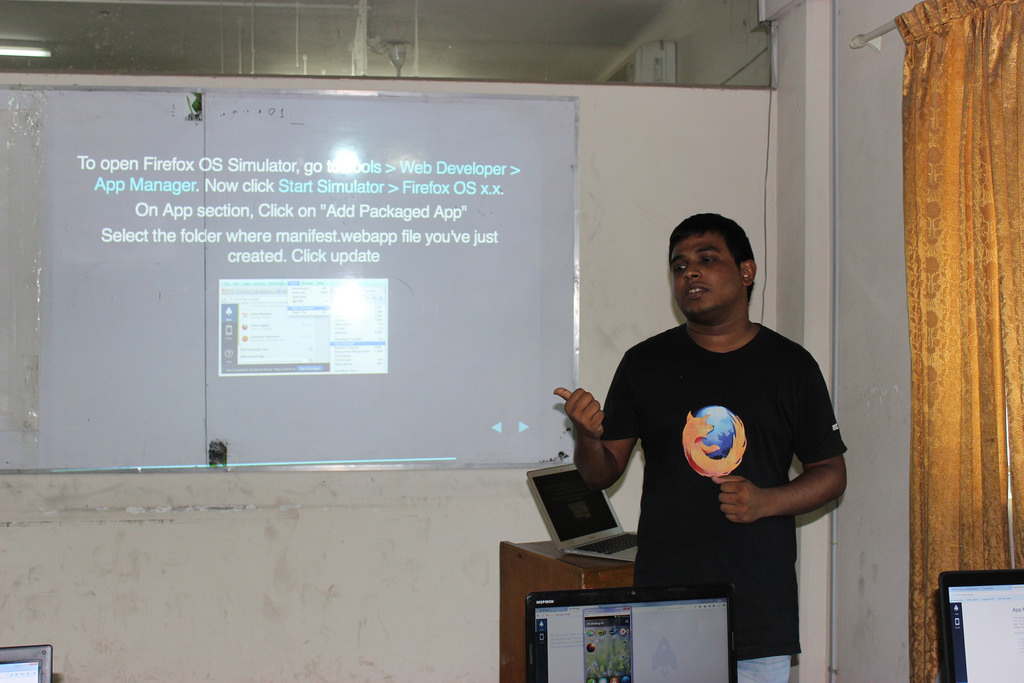 To open Firefox OS Simulator, go to Tools > Web Developer >
App Manager. Now click Start Simulator > Firefox OS x.x.
On App section, Click on "Add Packaged App"
Select the folder where manifest.webapp file you've just
created. Click update
INSPIRON